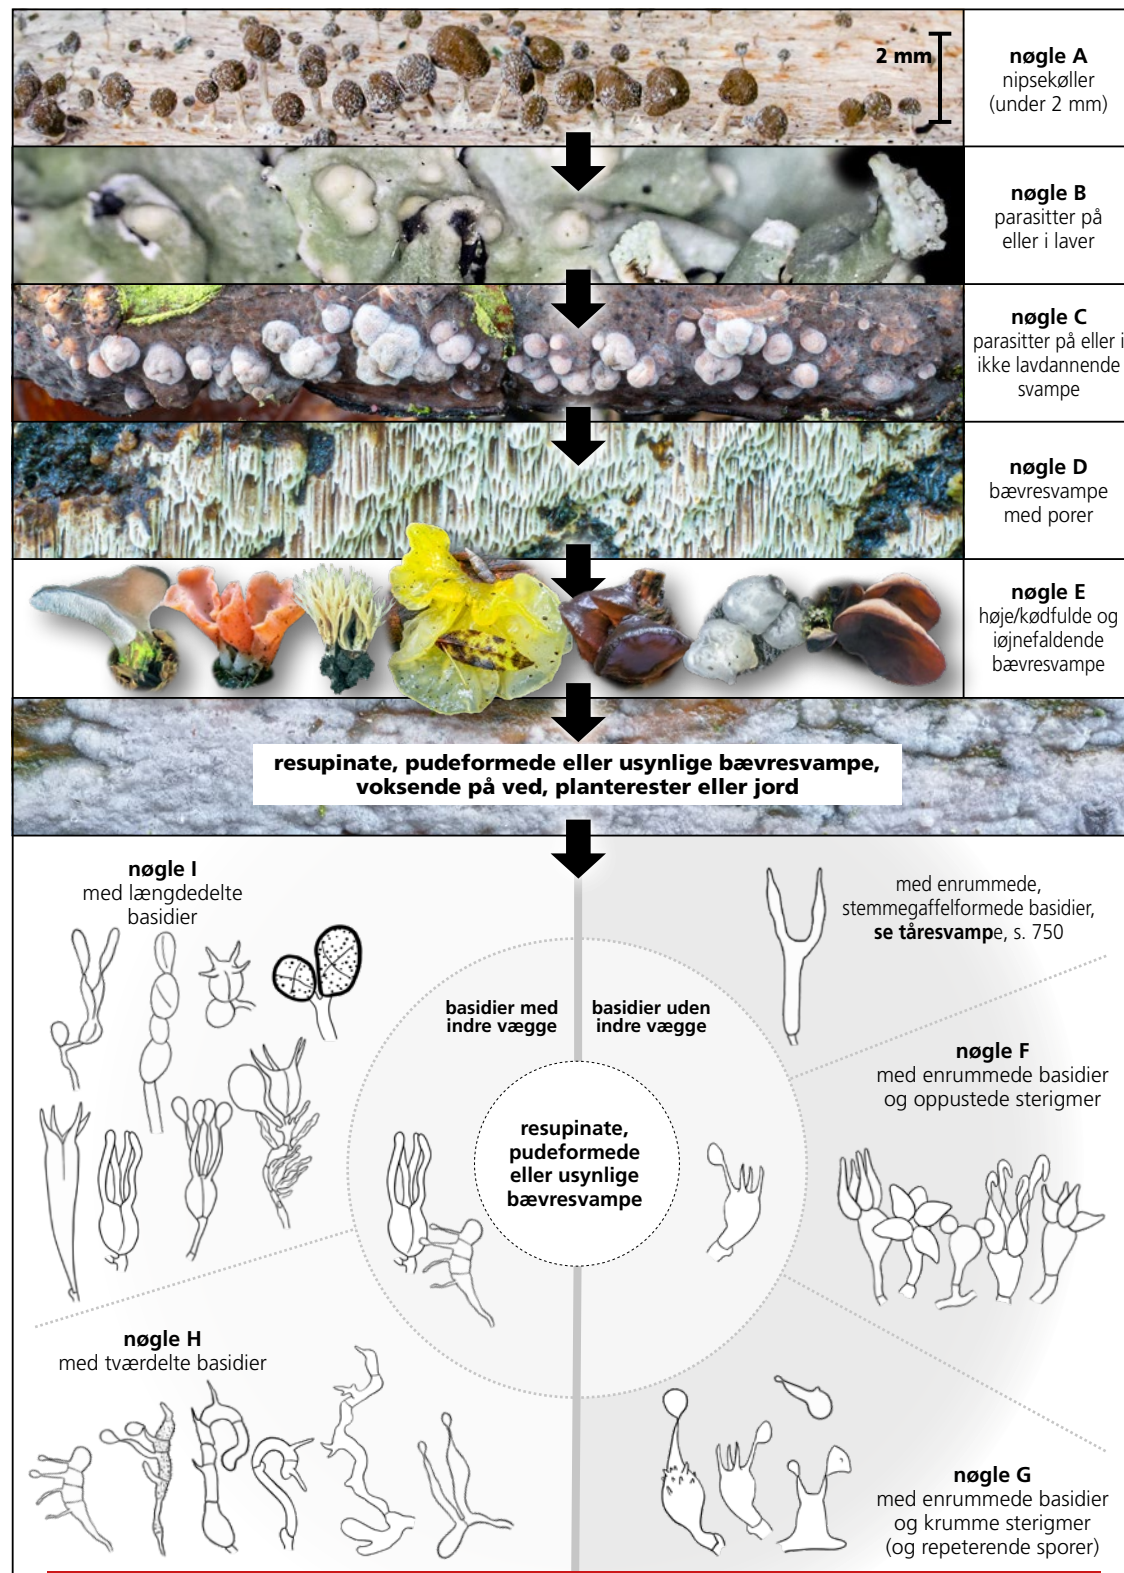 2 mm
nøgle A
nipsekøller
(under 2 mm)
nøgle B
parasitter på
eller i laver
nøgle C
parasitter på eller i
ikke lavdannende
svampe
nøgle D
bævresvampe
med porer
nøgle E
høje/kødfulde og
iøjnefaldende
bævresvampe
resupinate, pudeformede eller usynlige bævresvampe,
voksende på ved, planterester eller jord
nøgle I
med længdedelte
basidier
med enrummede,
stemmegaffelformede basidier,
se tåresvampe, s. 750
basidier med
indre vægge
basidier uden
indre vægge
nøgle F
med enrummede basidier
og oppustede sterigmer
resupinate,
pudeformede
eller usynlige
bævresvampe
nøgle H
med tværdelte basidier
nøgle G
med enrummede basidier
og krumme sterigmer
(og repeterende sporer)